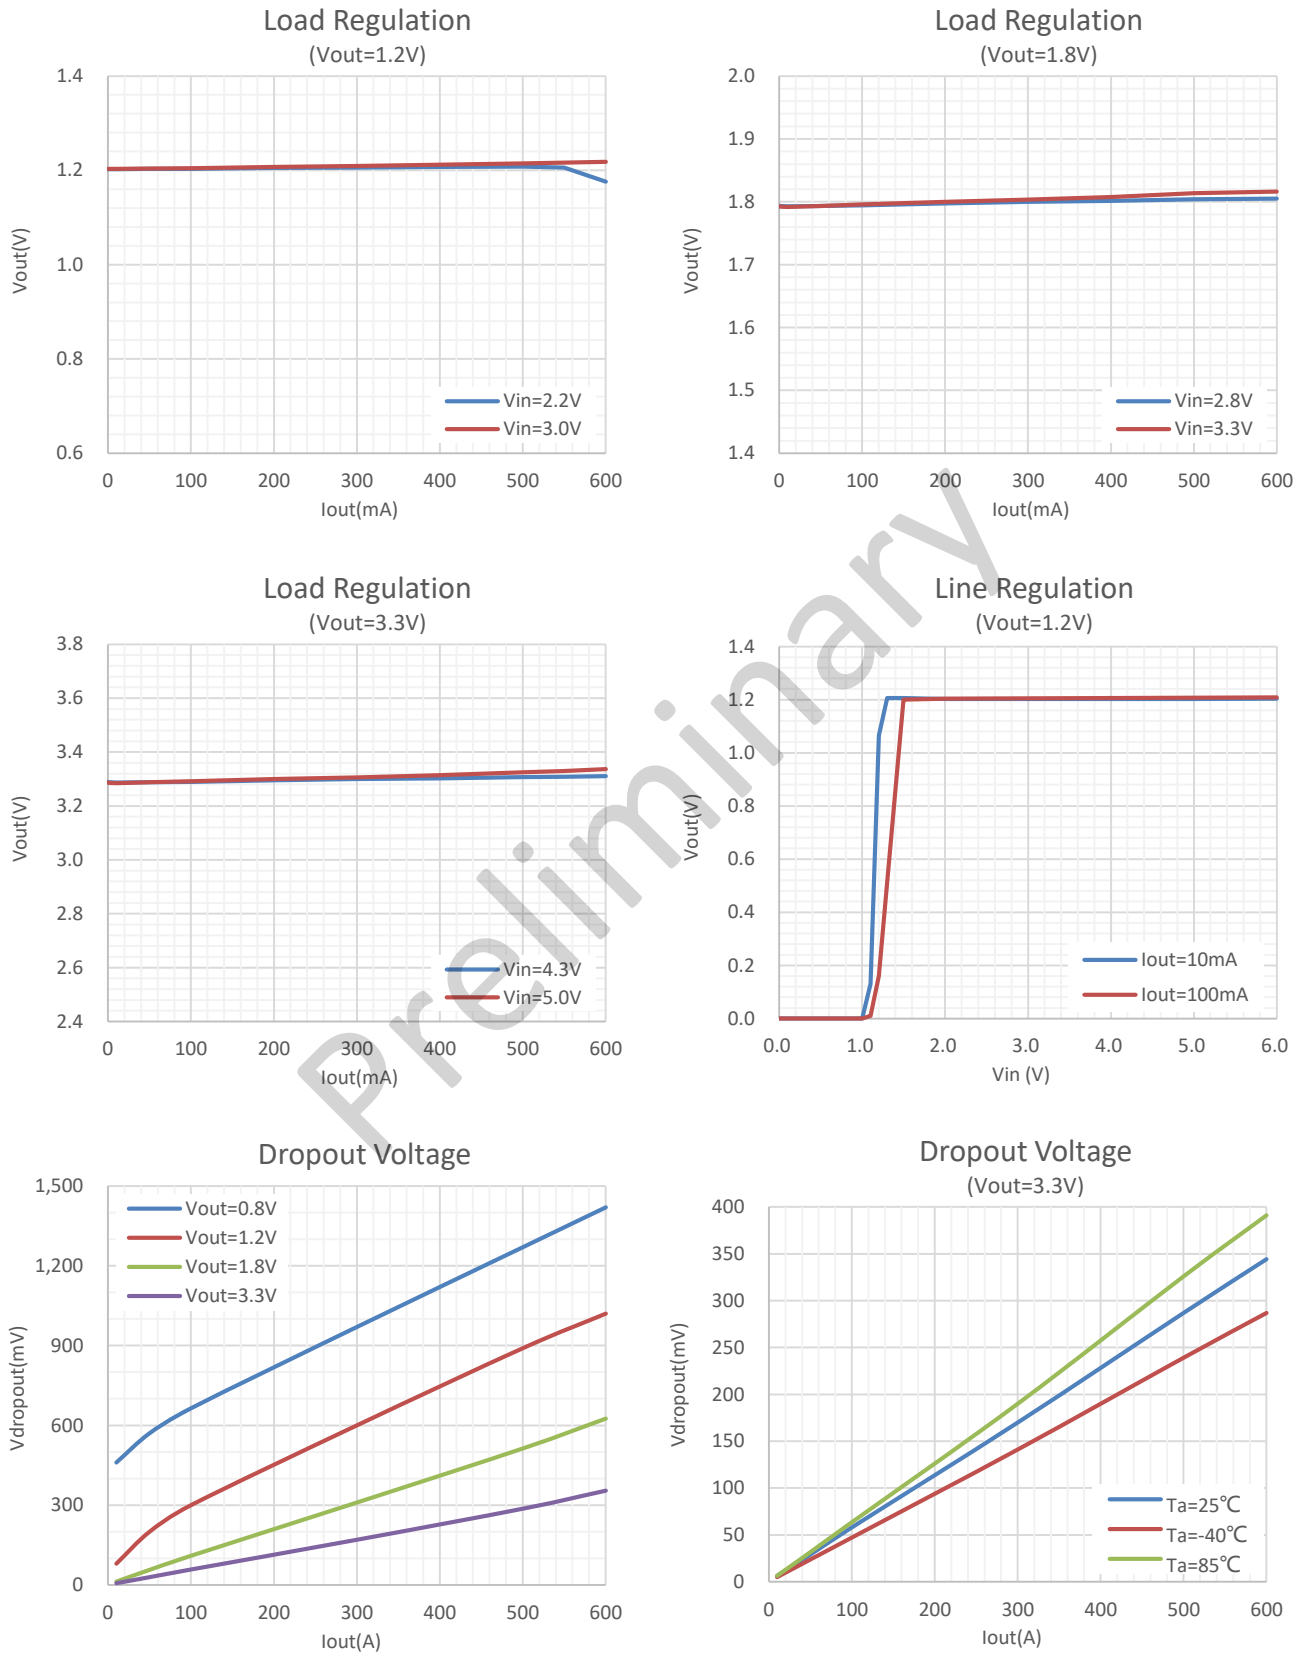 Load Regulation
(Vout=1.2V)
1.4
1.2
1.0
0.8
0.6
Vout(V)
Vin=2.2V
Vin=3.0V
0 100 200 300 400 500 600
Iout(mA)
Load Regulation
(Vout=1.8V)
2.0
1.9
1.8
1.7
1.6
1.5
1.4
Vout(V)
Vin=2.8V
Vin=3.3V
0 100 200 300 400 500 600
Iout(mA)
Load Regulation
(Vout=3.3V)
3.8
3.6
3.4
3.2
3.0
2.8
2.6
2.4
Vout(V)
Vin=4.3V
Vin=5.0V
0 100 200 300 400 500 600
Iout(mA)
Line Regulation
(Vout=1.2V)
1.4
1.2
1.0
0.8
0.6
0.4
0.2
0.0
Vout(V)
Iout=10mA
Iout=100mA
0.0 1.0 2.0 3.0 4.0 5.0 6.0
Vin (V)
Preliminary
Dropout Voltage
1,500
1,200
900
600
300
0
Vdropout(mV)
Vout=0.8V
Vout=1.2V
Vout=1.8V
Vout=3.3V
0 100 200 300 400 500 600
Iout(A)
Dropout Voltage
(Vout=3.3V)
400
350
300
250
200
150
100
50
0
Vdropout(mV)
Ta=25℃
Ta=-40℃
Ta=85℃
0 100 200 300 400 500 600
Iout(A)